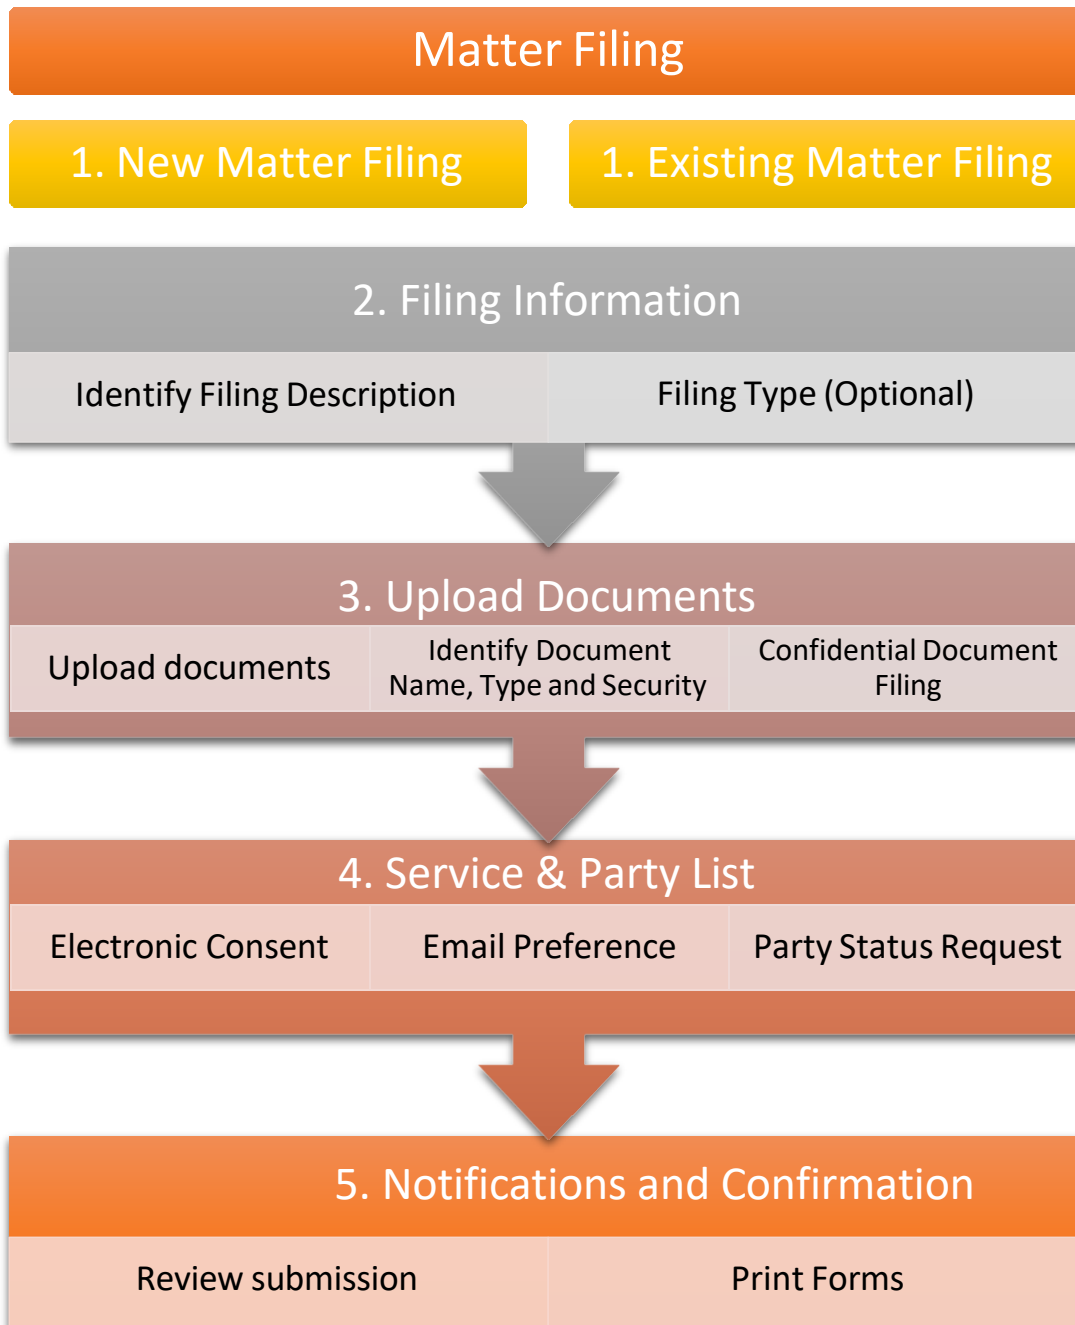 Matter Filing
1. New Matter Filing
1. Existing Matter Filing
2. Filing Information
Identify Filing Description
Filing Type (Optional)
3. Upload Documents
Upload documents
Identify Document
Name, Type and Security
Confidential Document
Filing
4. Service & Party List
Electronic Consent
Email Preference
Party Status Request
5. Notifications and Confirmation
Review submission
Print Forms